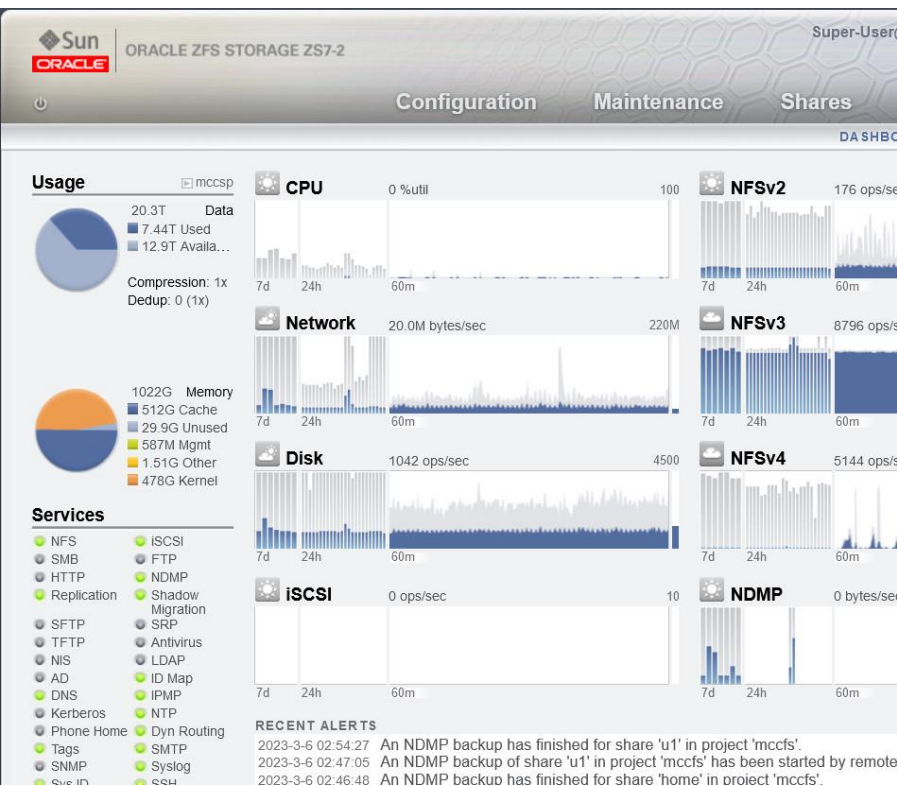 Sun
ORACLE
ORACLE ZFS STORAGE ZS7-2
Super-User@
Configuration Maintenance Shares
DASHBO
Usage
mccsp
20.3T Data
7.44T Used
12.9T Availa...
Compression: 1x
Dedup: 0 (1x)
1022G Memory
512G Cache
29.9G Unused
587M Mgmt
1.51G Other
478G Kernel
Services
NFS iSCSI
SMB FTP
HTTP NDMP
Replication Shadow
Migration
SFTP SRP
TFTP Antivirus
NIS LDAP
AD ID Map
DNS IPMP
Kerberos NTP
Phone Home Dyn Routing
Tags SMTP
SNMP Syslog
Sys ID SSH
CPU 0 %util 100
7d 24h 60m
Network 20.0M bytes/sec 220M
7d 24h 60m
Disk 1042 ops/sec 4500
7d 24h 60m
iSCSI 0 ops/sec 10
7d 24h 60m
NFSv2 176 ops/se
7d 24h 60m
NFSv3 8796 ops/s
7d 24h 60m
NFSv4 5144 ops/s
7d 24h 60m
NDMP 0 bytes/sec
7d 24h 60m
RECENT ALERTS
2023-3-6 02:54:27 An NDMP backup has finished for share 'u1' in project 'mccfs'.
2023-3-6 02:47:05 An NDMP backup of share 'u1' in project 'mccfs' has been started by remote
2023-3-6 02:46:48 An NDMP backup has finished for share 'home' in project 'mccfs'.